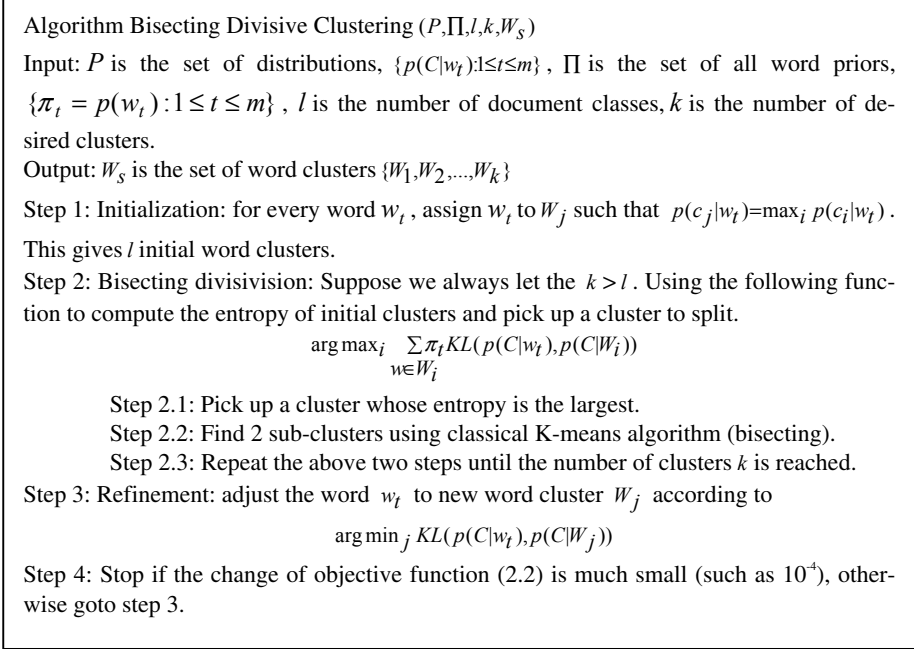 Algorithm Bisecting Divisive Clustering (P,Π,l,k,W_s)
Input: P is the set of distributions, {p(C|w_t):1≤t≤m}, Π is the set of all word priors,
{π_t = p(w_t) : 1 ≤ t ≤ m}, l is the number of document classes, k is the number of de-
sired clusters.
Output: W_s is the set of word clusters {W_1,W_2,...,W_k}
Step 1: Initialization: for every word w_t, assign w_t to W_j such that p(c_j|w_t)=max_i p(c_i|w_t).
This gives l initial word clusters.
Step 2: Bisecting divisivision: Suppose we always let the k > l. Using the following func-
tion to compute the entropy of initial clusters and pick up a cluster to split.
arg max_i ∑_{w∈W_i} π_t KL(p(C|w_t), p(C|W_i))
Step 2.1: Pick up a cluster whose entropy is the largest.
Step 2.2: Find 2 sub-clusters using classical K-means algorithm (bisecting).
Step 2.3: Repeat the above two steps until the number of clusters k is reached.
Step 3: Refinement: adjust the word w_t to new word cluster W_j according to
arg min_j KL(p(C|w_t), p(C|W_j))
Step 4: Stop if the change of objective function (2.2) is much small (such as 10^-4), other-
wise goto step 3.